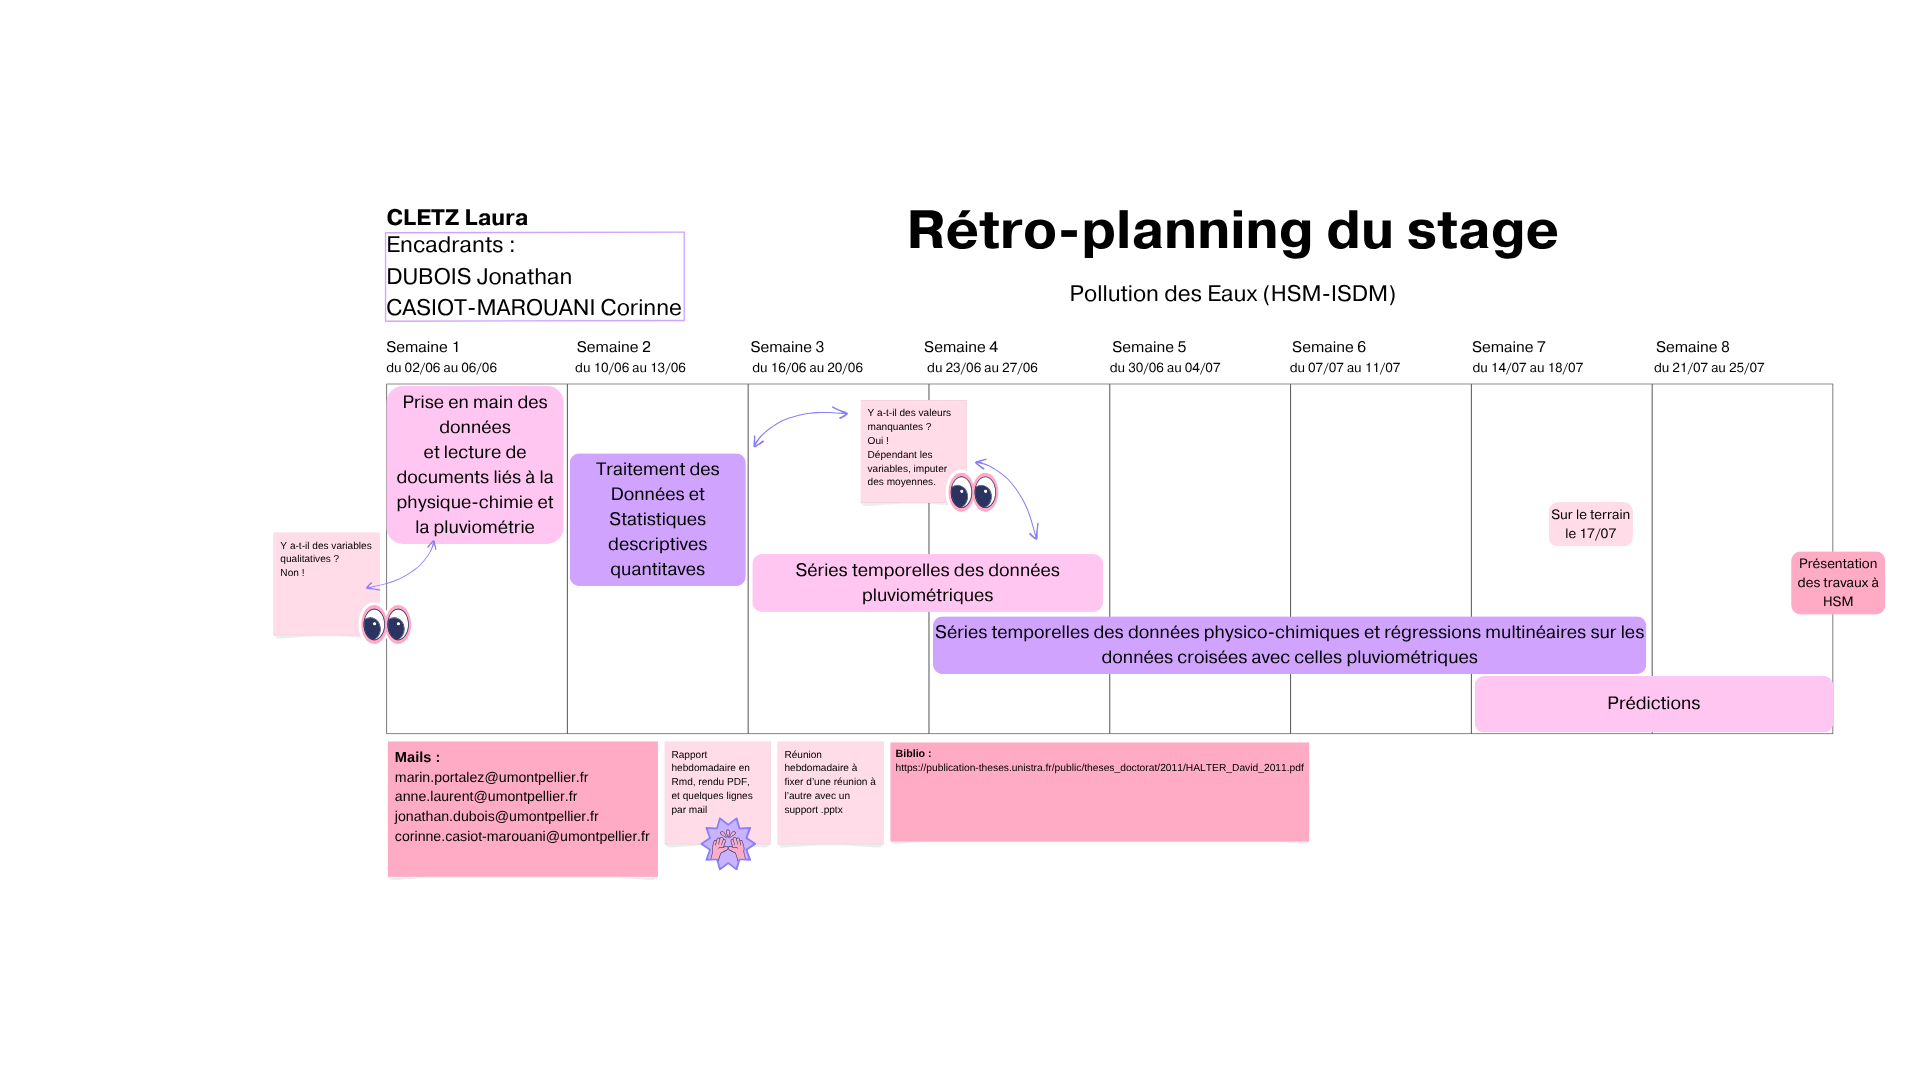 CLETZ Laura
Encadrants :
DUBOIS Jonathan
CASIOT-MAROUANI Corinne
Rétro-planning du stage
Pollution des Eaux (HSM-ISDM)
Semaine 1
du 02/06 au 06/06
Semaine 2
du 10/06 au 13/06
Semaine 3
du 16/06 au 20/06
Semaine 4
du 23/06 au 27/06
Semaine 5
du 30/06 au 04/07
Semaine 6
du 07/07 au 11/07
Semaine 7
du 14/07 au 18/07
Semaine 8
du 21/07 au 25/07
Prise en main des
données
et lecture de
documents liés à la
physique-chimie et
la pluviométrie
Y a-t-il des variables
qualitatives ?
Non !
Traitement des
Données et
Statistiques
descriptives
quantitaves
Y a-t-il des valeurs
manquantes ?
Oui !
Dépendant les
variables, imputer
des moyennes.
Séries temporelles des données
pluviométriques
Séries temporelles des données physico-chimiques et régressions multinéaires sur les
données croisées avec celles pluviométriques
Sur le terrain
le 17/07
Présentation
des travaux à
HSM
Prédictions
Mails :
marin.portalez@umontpellier.fr
anne.laurent@umontpellier.fr
jonathan.dubois@umontpellier.fr
corinne.casiot-marouani@umontpellier.fr
Rapport
hebdomadaire en
Rmd, rendu PDF,
et quelques lignes
par mail
Réunion
hebdomadaire à
fixer d'une réunion à
l'autre avec un
support .pptx
Biblio :
https://publication-theses.unistra.fr/public/theses_doctorat/2011/HALTER_David_2011.pdf